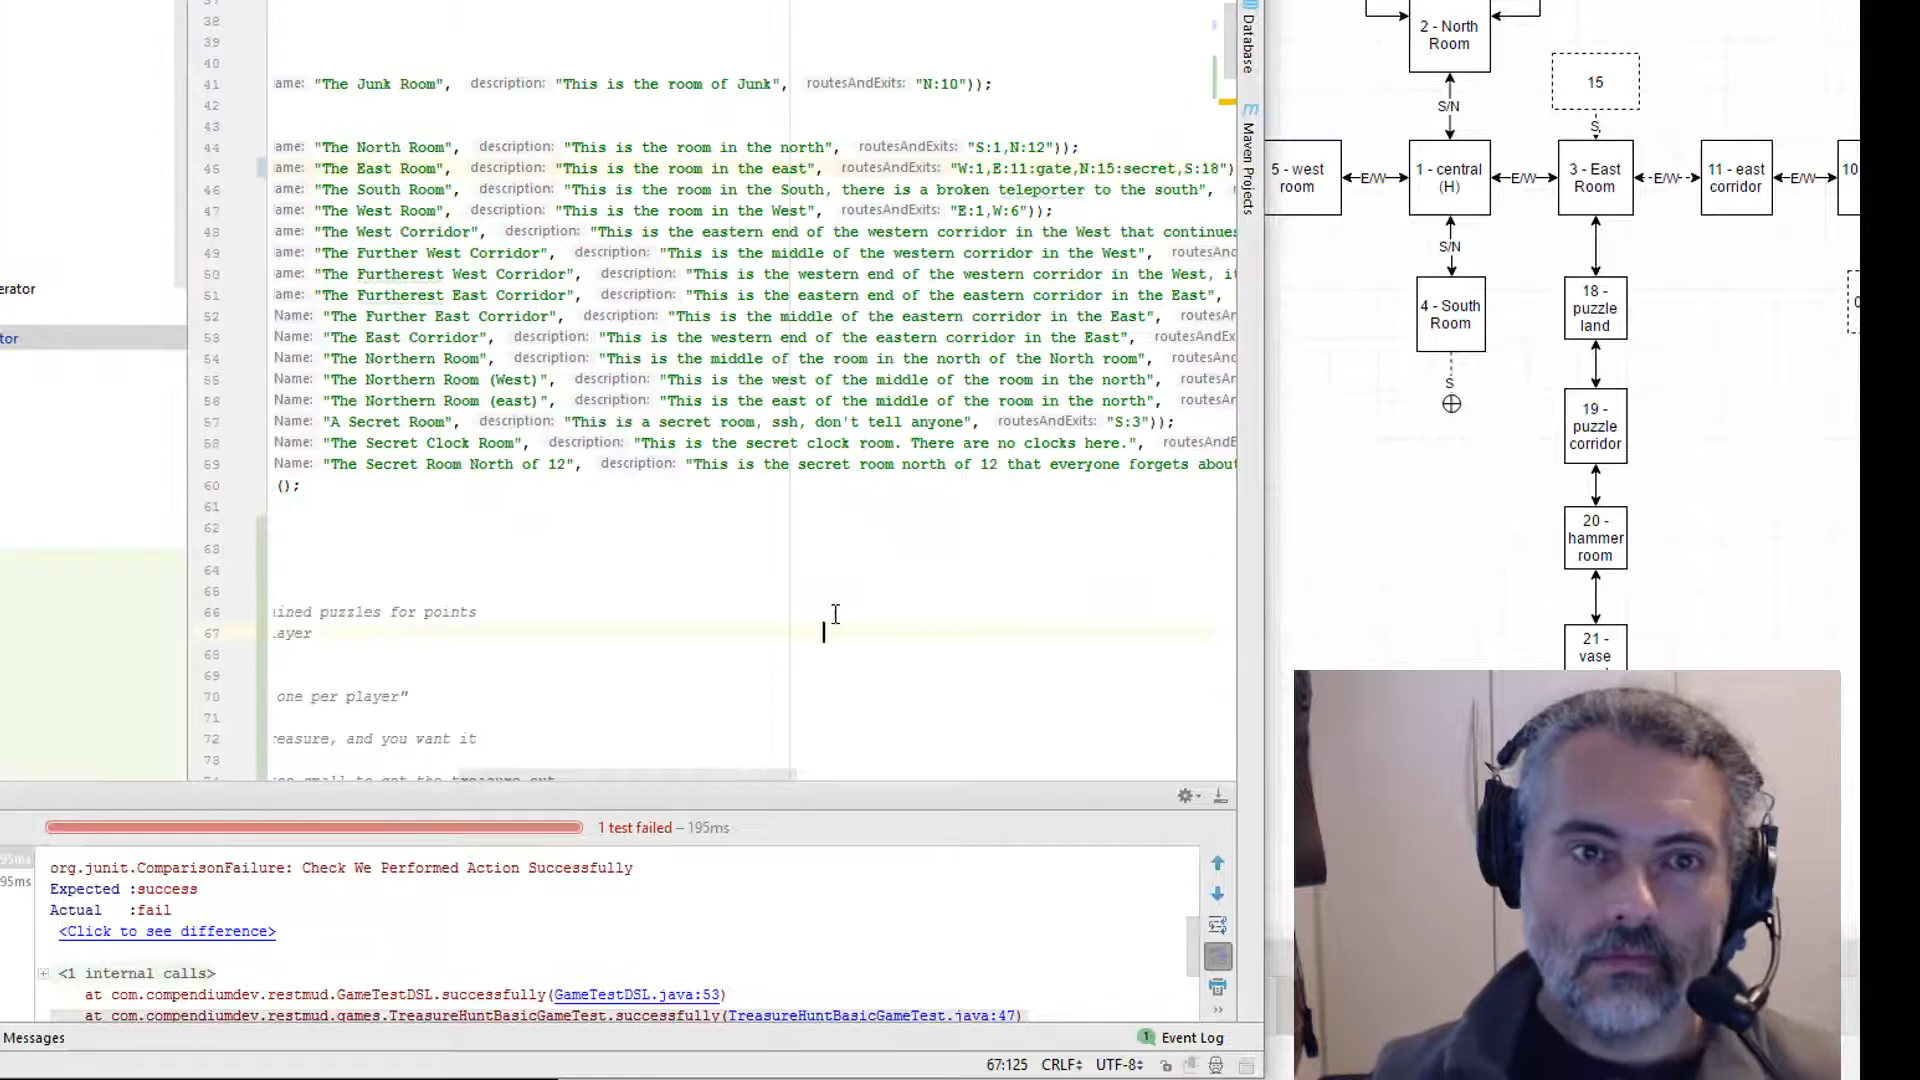 37
38
39
40
41 ame: "The Junk Room", description: "This is the room of Junk", routesAndExits: "N:10"));
42
43
44 ame: "The North Room", description: "This is the room in the north", routesAndExits: "S:1,N:12"));
45 ame: "The East Room", description: "This is the room in the east", routesAndExits: "W:1,E:11:gate,N:15:secret,S:18")
46 ame: "The South Room", description: "This is the room in the South, there is a broken teleporter to the south",
47 ame: "The West Room", description: "This is the room in the West", routesAndExits: "E:1,W:6"));
48 ame: "The West Corridor", description: "This is the eastern end of the western corridor in the West that continues
49 ame: "The Further West Corridor", description: "This is the middle of the western corridor in the West", routesAnd
50 ame: "The Furtherest West Corridor", description: "This is the western end of the western corridor in the West, it
51 ame: "The Furtherest East Corridor", description: "This is the eastern end of the eastern corridor in the East",
52 Name: "The Further East Corridor", description: "This is the middle of the eastern corridor in the East", routesAr
53 Name: "The East Corridor", description: "This is the western end of the eastern corridor in the East", routesAndEx
54 Name: "The Northern Room", description: "This is the middle of the room in the north of the North room", routesAnd
55 Name: "The Northern Room (West)", description: "This is the west of the middle of the room in the north", routesAn
56 Name: "The Northern Room (east)", description: "This is the east of the middle of the room in the north", routesAn
57 Name: "A Secret Room", description: "This is a secret room, ssh, don't tell anyone", routesAndExits: "S:3"));
58 Name: "The Secret Clock Room", description: "This is the secret clock room. There are no clocks here.", routesAndE
59 Name: "The Secret Room North of 12", description: "This is the secret room north of 12 that everyone forgets about
60 ();
61
62
63
64
65
66 ined puzzles for points
67 ayer
68
69
70 one per player"
71
72 reasure, and you want it
73
erator
tor
Database
Maven Projects
1 test failed – 195ms
95ms
95ms
org.junit.ComparisonFailure: Check We Performed Action Successfully
Expected :success
Actual :fail
<Click to see difference>
<1 internal calls>
at com.compendiumdev.restmud.GameTestDSL.successfully(GameTestDSL.java:53)
at com.compendiumdev.restmud.games.TreasureHuntBasicGameTest.successfully(TreasureHuntBasicGameTest.java:47)
Messages
1 Event Log
67:125 CRLF UTF-8
2 - North
Room
15
S
S/N
5 - west
room
E/W
1 - central
(H)
E/W
3 - East
Room
E/W
11 - east
corridor
E/W
10
S/N
4 - South
Room
S
18 -
puzzle
land
19 -
puzzle
corridor
20 -
hammer
room
21 -
vase